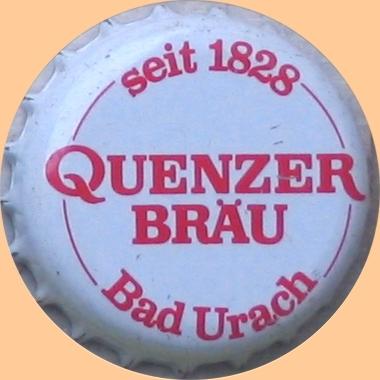 seit 1828
QUENZER
BRÄU
Bad Urach